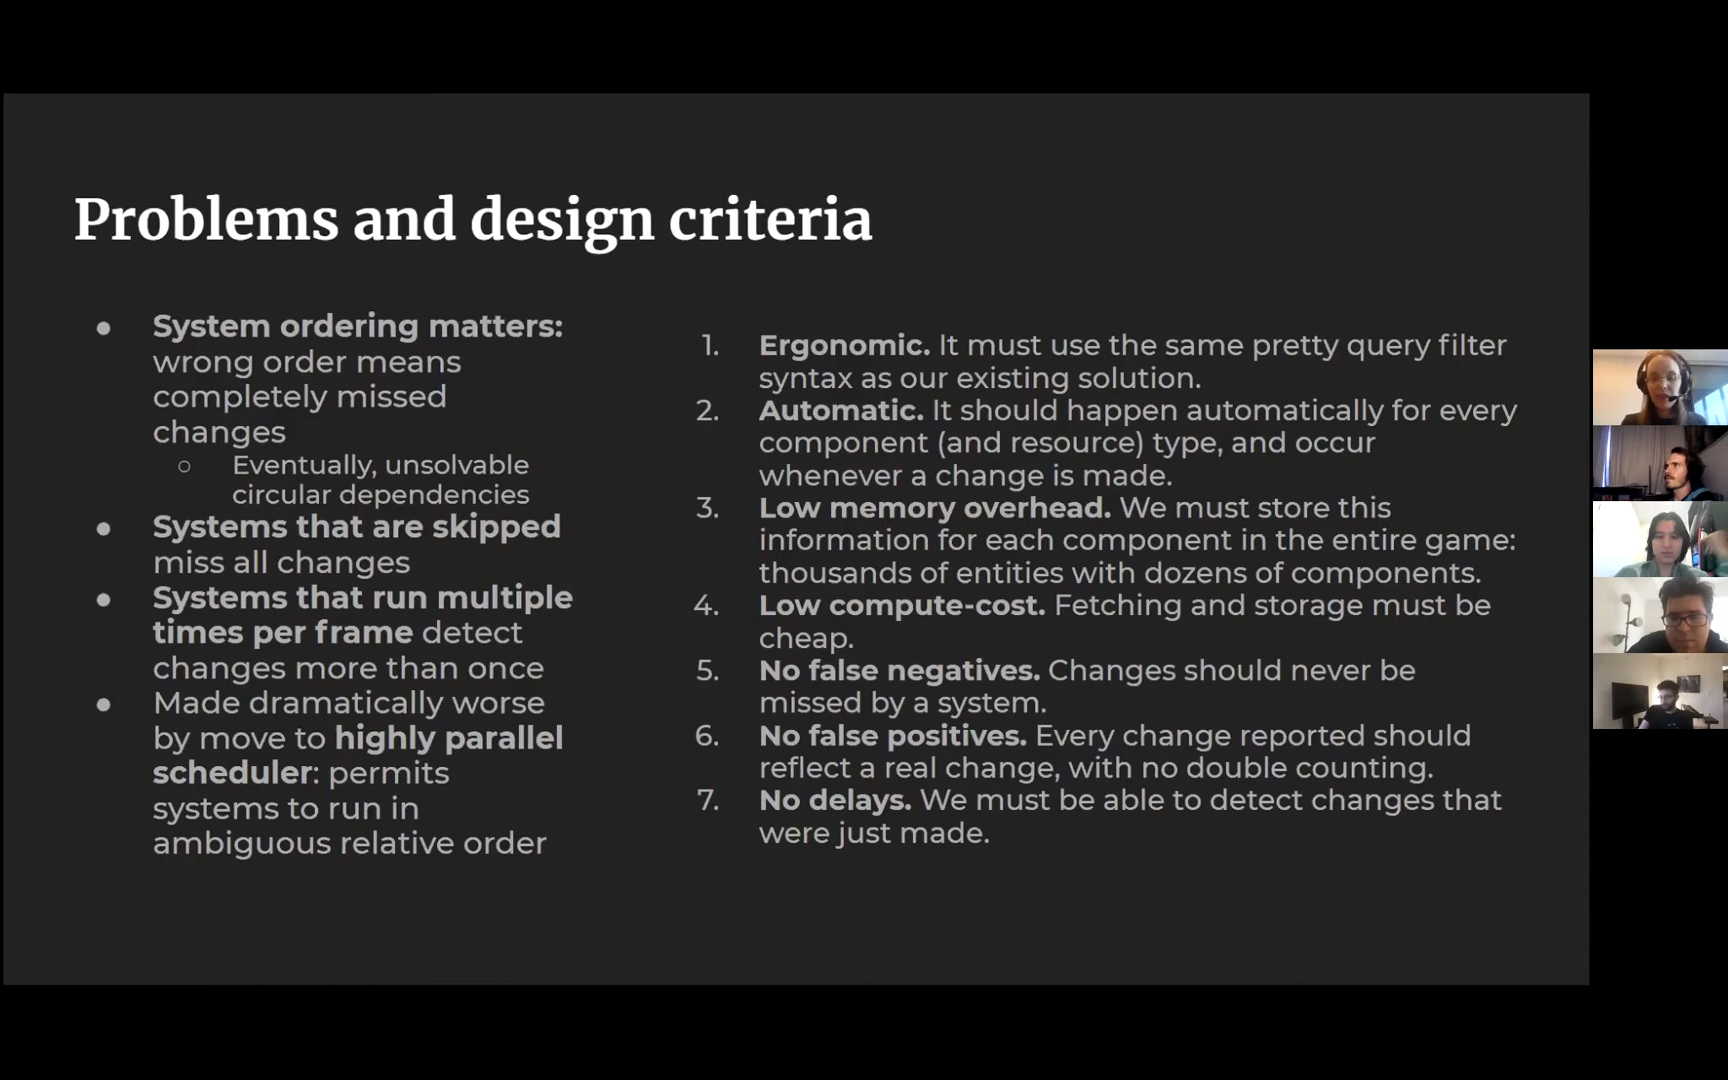 Problems and design criteria
● System ordering matters:
wrong order means
completely missed
changes
○ Eventually, unsolvable
circular dependencies
● Systems that are skipped
miss all changes
● Systems that run multiple
times per frame detect
changes more than once
● Made dramatically worse
by move to highly parallel
scheduler: permits
systems to run in
ambiguous relative order
1. Ergonomic. It must use the same pretty query filter
syntax as our existing solution.
2. Automatic. It should happen automatically for every
component (and resource) type, and occur
whenever a change is made.
3. Low memory overhead. We must store this
information for each component in the entire game:
thousands of entities with dozens of components.
4. Low compute-cost. Fetching and storage must be
cheap.
5. No false negatives. Changes should never be
missed by a system.
6. No false positives. Every change reported should
reflect a real change, with no double counting.
7. No delays. We must be able to detect changes that
were just made.